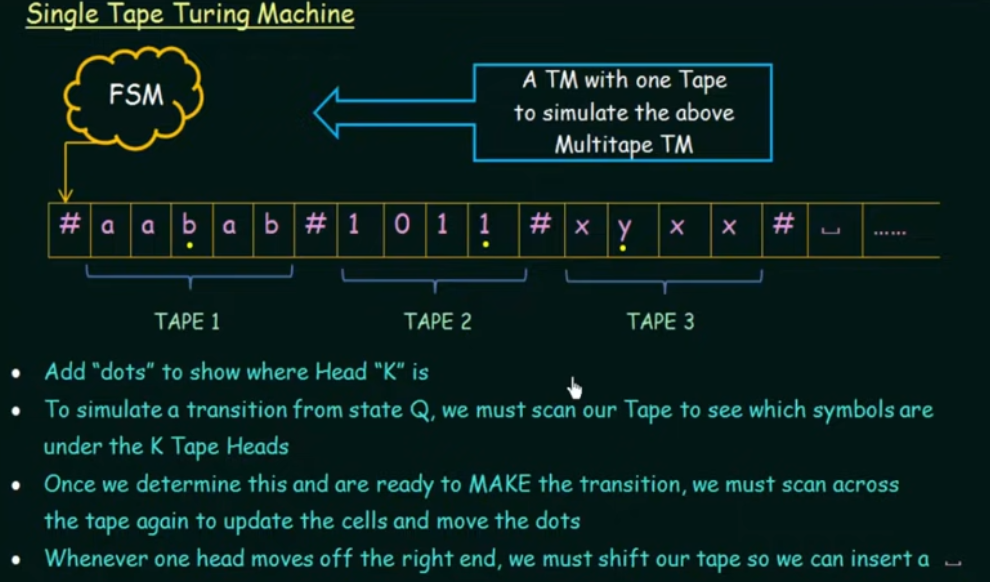 Single Tape Turing Machine
FSM
A TM with one Tape
to simulate the above
Multitape TM
# a a b a b # 1 0 1 1 # x y x x # ⌴ ......
TAPE 1 TAPE 2 TAPE 3
• Add "dots" to show where Head "K" is
• To simulate a transition from state Q, we must scan our Tape to see which symbols are
under the K Tape Heads
• Once we determine this and are ready to MAKE the transition, we must scan across
the tape again to update the cells and move the dots
• Whenever one head moves off the right end, we must shift our tape so we can insert a ⌴